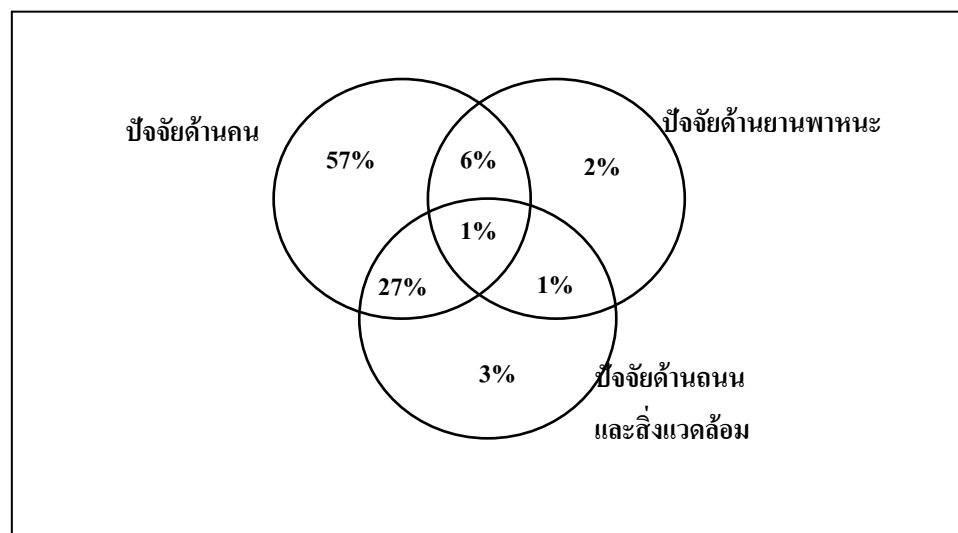 ปัจจัยด้านคน
ปัจจัยด้านยานพาหนะ
57%
6%
2%
1%
27%
1%
3%
ปัจจัยด้านถนน
และสิ่งแวดล้อม